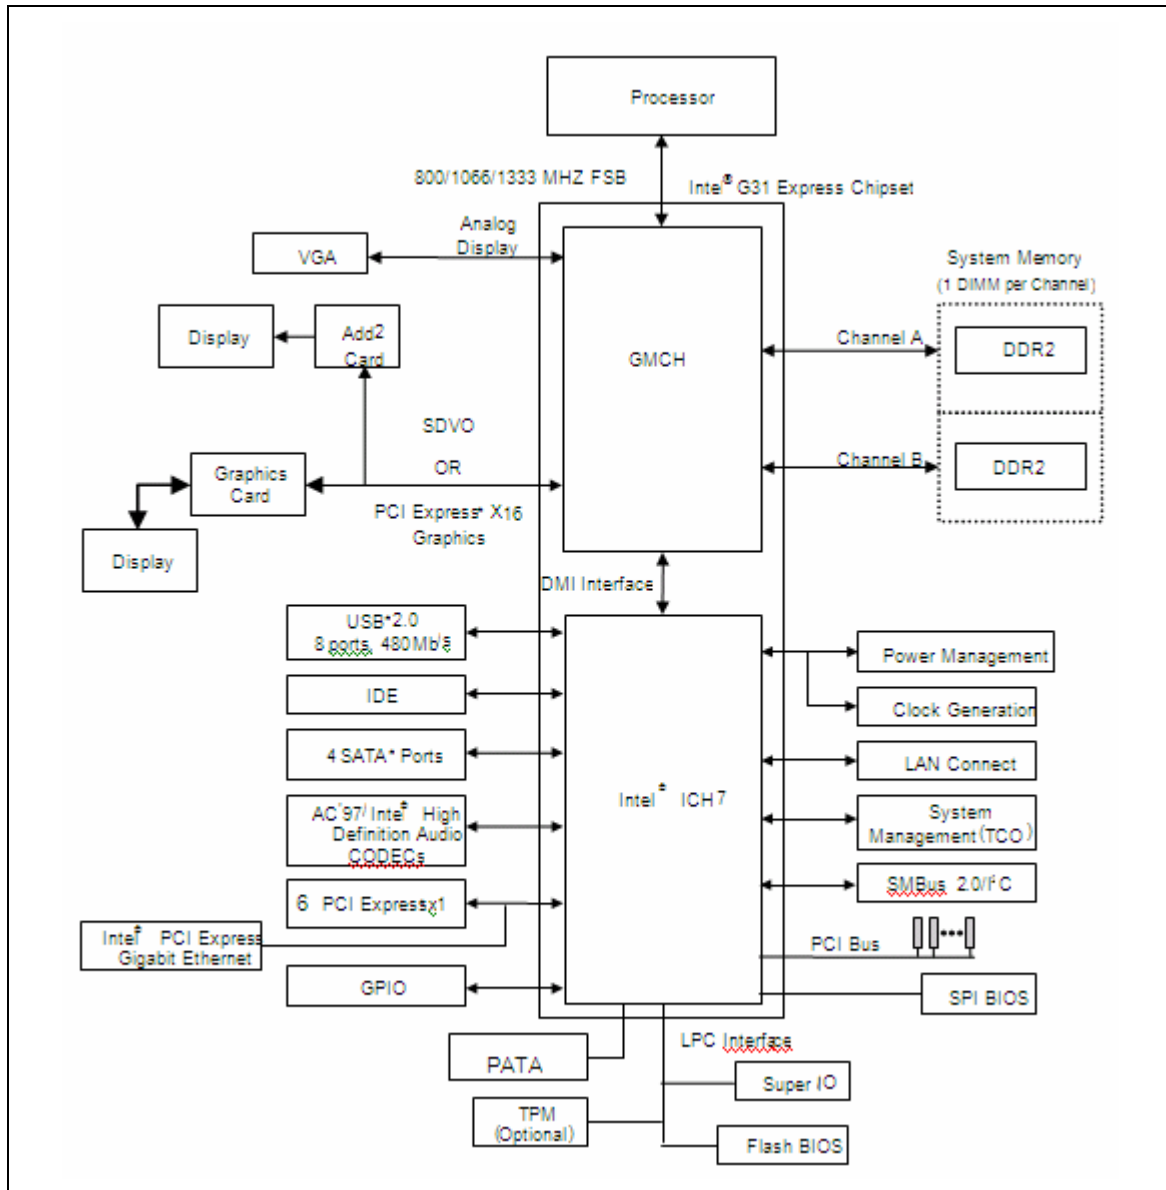 Processor
800/1066/1333 MHZ FSB
Intel® G31 Express Chipset
Analog
Display
VGA
System Memory
(1 DIMM per Channel)
Display
Add2
Card
GMCH
Channel A
DDR2
SDVO
OR
Channel B
DDR2
Graphics
Card
PCI Express* X16
Graphics
Display
DMI Interface
USB*2.0
8 ports, 480Mb/s
Power Management
IDE
Clock Generation
4 SATA* Ports
LAN Connect
Intel® ICH7
AC'97/Intel® High
Definition Audio
CODECs
System
Management(TCO)
6 PCI Expressx1
SMBus 2.0/I²C
Intel® PCI Express
Gigabit Ethernet
PCI Bus
GPIO
SPI BIOS
LPC Interface
PATA
Super IO
TPM
(Optional)
Flash BIOS